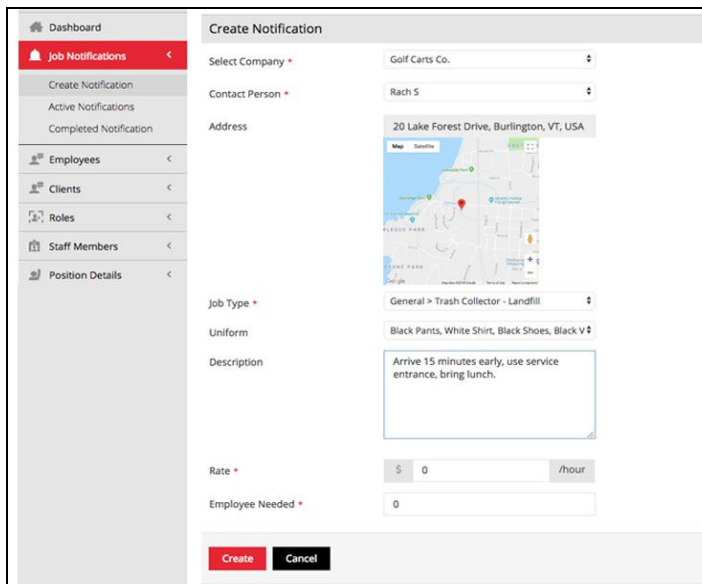 Dashboard
Job Notifications
Create Notification
Active Notifications
Completed Notification
Employees
Clients
Roles
Staff Members
Position Details
Create Notification
Select Company *
Golf Carts Co.
Contact Person *
Rach S
Address
20 Lake Forest Drive, Burlington, VT, USA
Map Satellite
Google
Job Type *
General > Trash Collector - Landfill
Uniform
Black Pants, White Shirt, Black Shoes, Black V
Description
Arrive 15 minutes early, use service
entrance, bring lunch.
Rate *
$ 0 /hour
Employee Needed *
0
Create Cancel